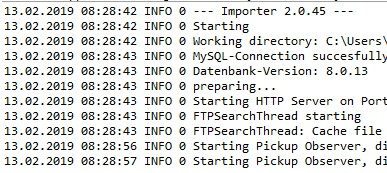 13.02.2019 08:28:42 INFO 0 --- Importer 2.0.45 ---
13.02.2019 08:28:42 INFO 0 Starting
13.02.2019 08:28:42 INFO 0 Working directory: C:\Users\
13.02.2019 08:28:43 INFO 0 MySQL-Connection succesfully
13.02.2019 08:28:43 INFO 0 Datenbank-Version: 8.0.13
13.02.2019 08:28:43 INFO 0 preparing...
13.02.2019 08:28:43 INFO 0 Starting HTTP Server on Port
13.02.2019 08:28:43 INFO 0 FTPSearchThread starting
13.02.2019 08:28:43 INFO 0 FTPSearchThread: Cache file
13.02.2019 08:28:56 INFO 0 Starting Pickup Observer, di
13.02.2019 08:28:57 INFO 0 Starting Pickup Observer, di